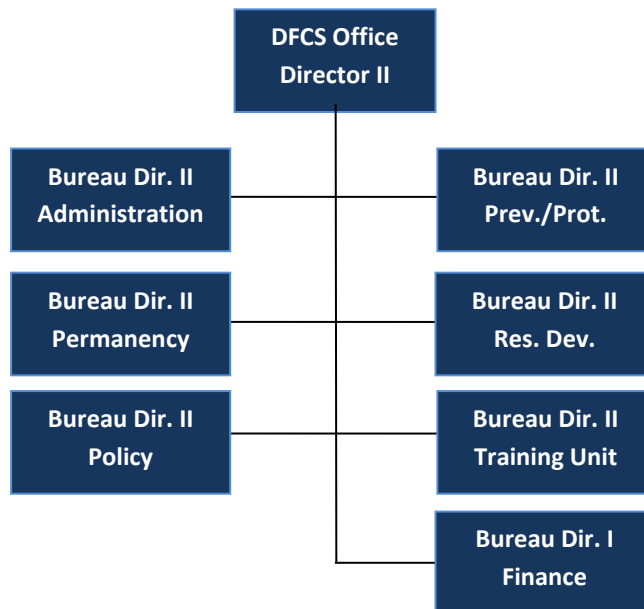 DFCS Office
Director II
Bureau Dir. II
Administration
Bureau Dir. II
Prev./Prot.
Bureau Dir. II
Permanency
Bureau Dir. II
Res. Dev.
Bureau Dir. II
Policy
Bureau Dir. II
Training Unit
Bureau Dir. I
Finance